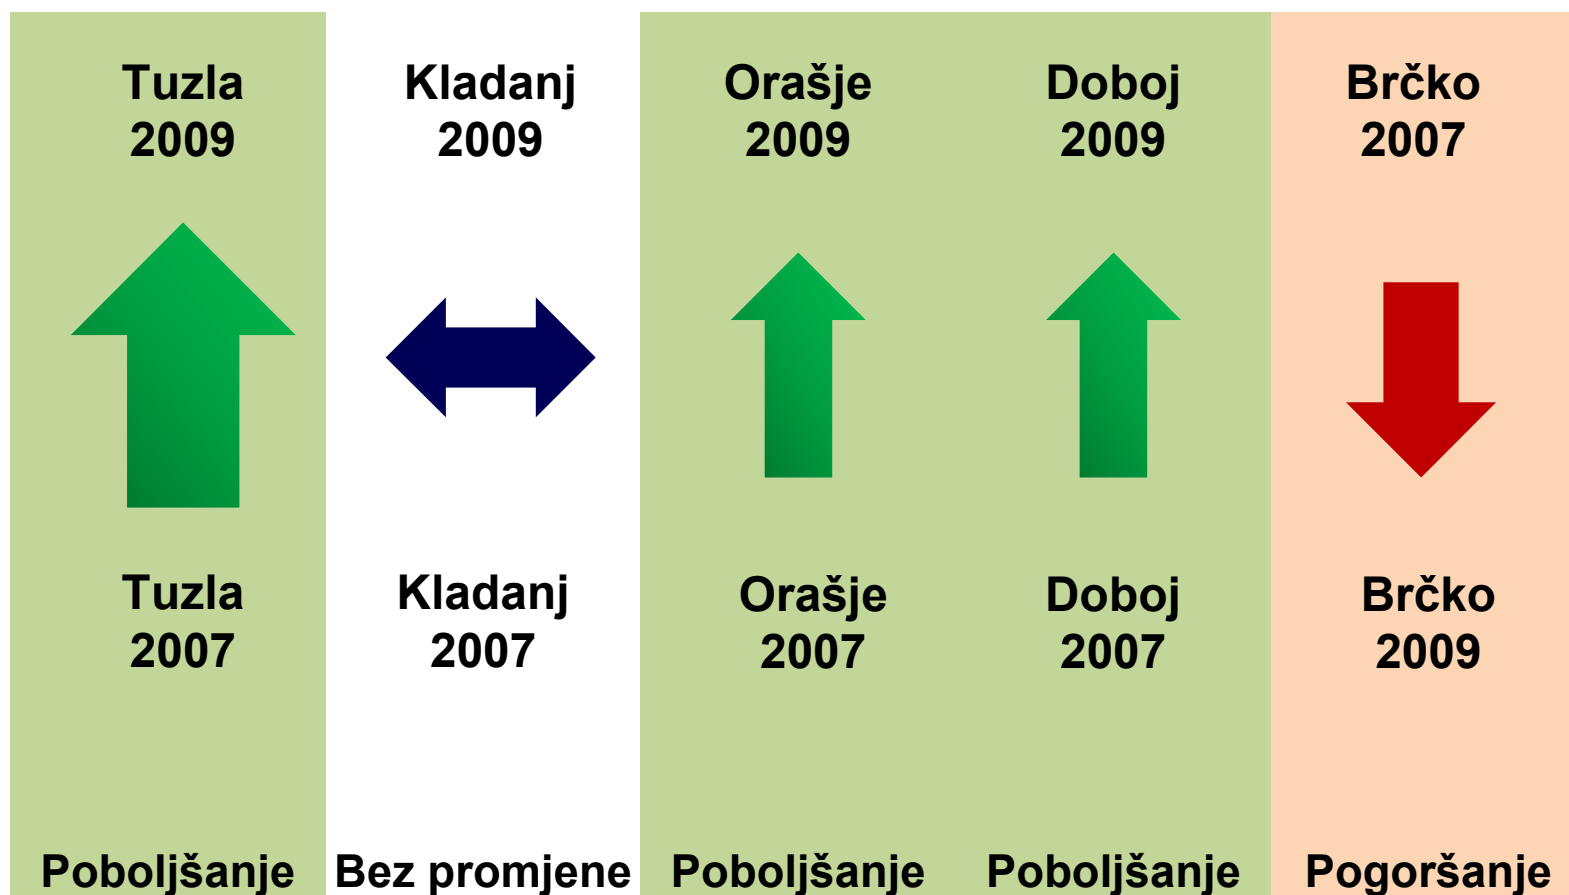 Tuzla
2009
Kladanj
2009
Orašje
2009
Doboj
2009
Brčko
2007
Tuzla
2007
Kladanj
2007
Orašje
2007
Doboj
2007
Brčko
2009
Poboljšanje
Bez promjene
Poboljšanje
Poboljšanje
Pogoršanje